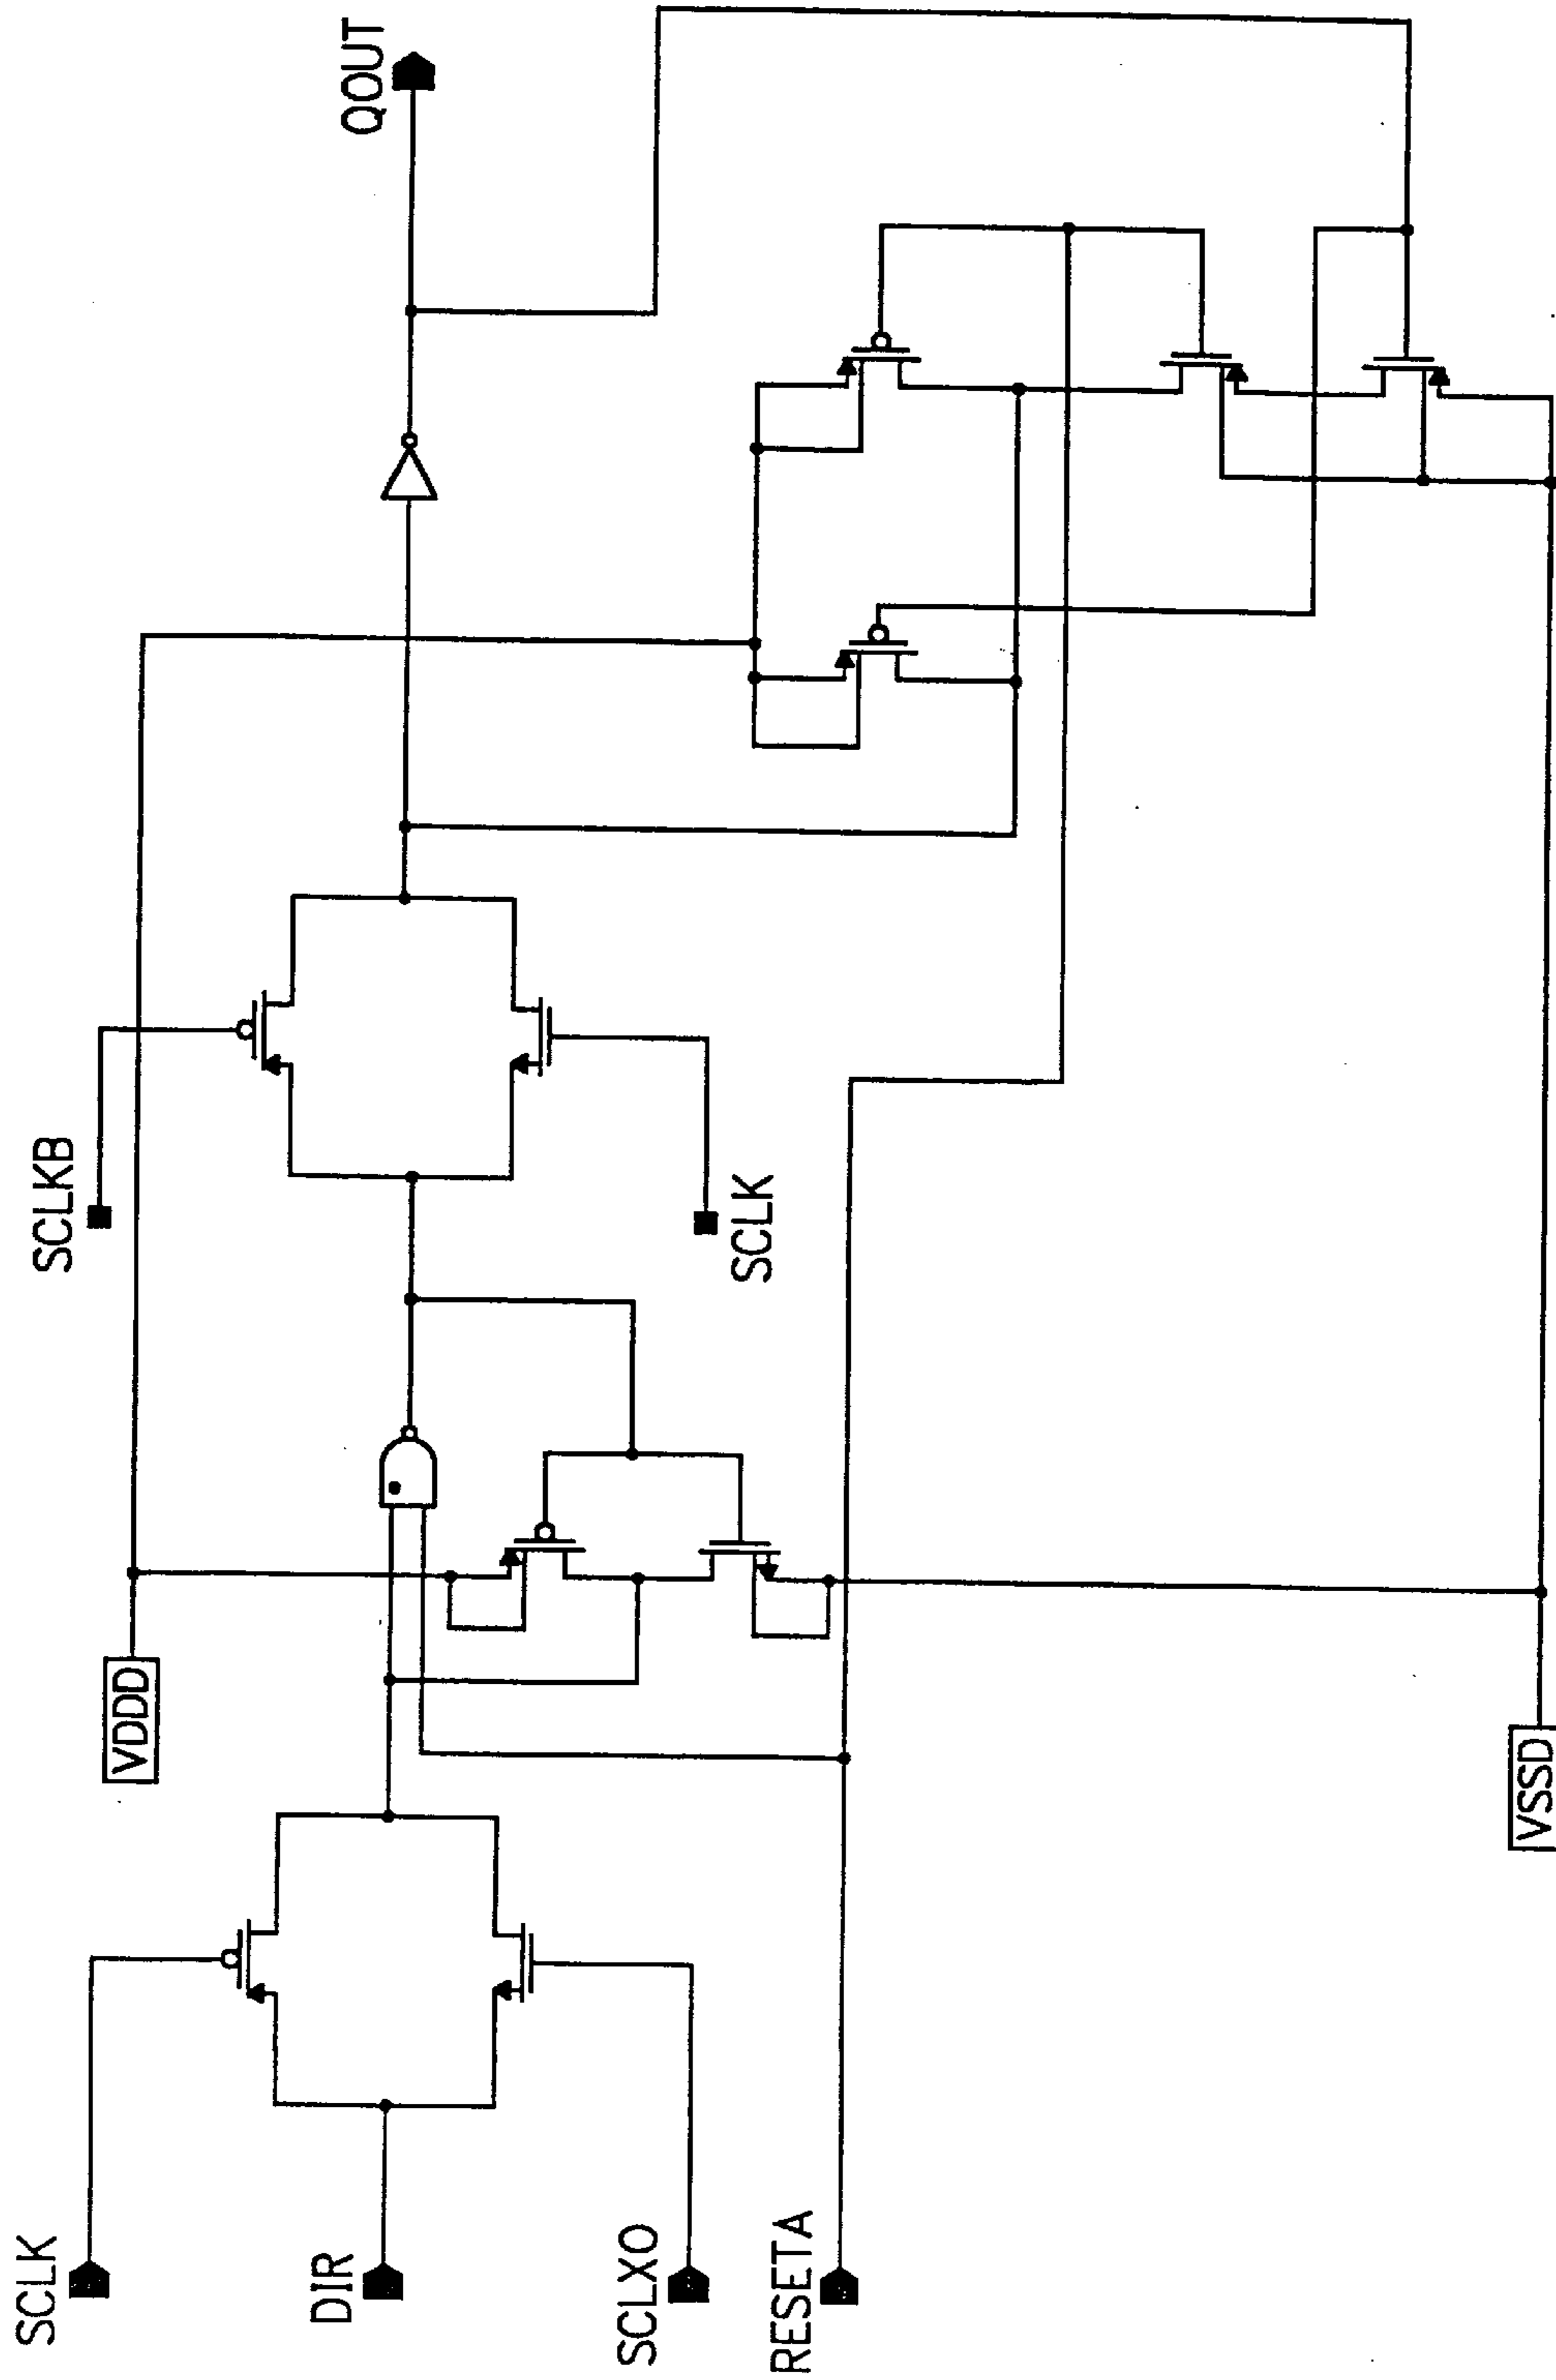 SCLK
DIR
SCLXO
RESETA
VDDD
VSSD
SCLKB
SCLK
QOUT